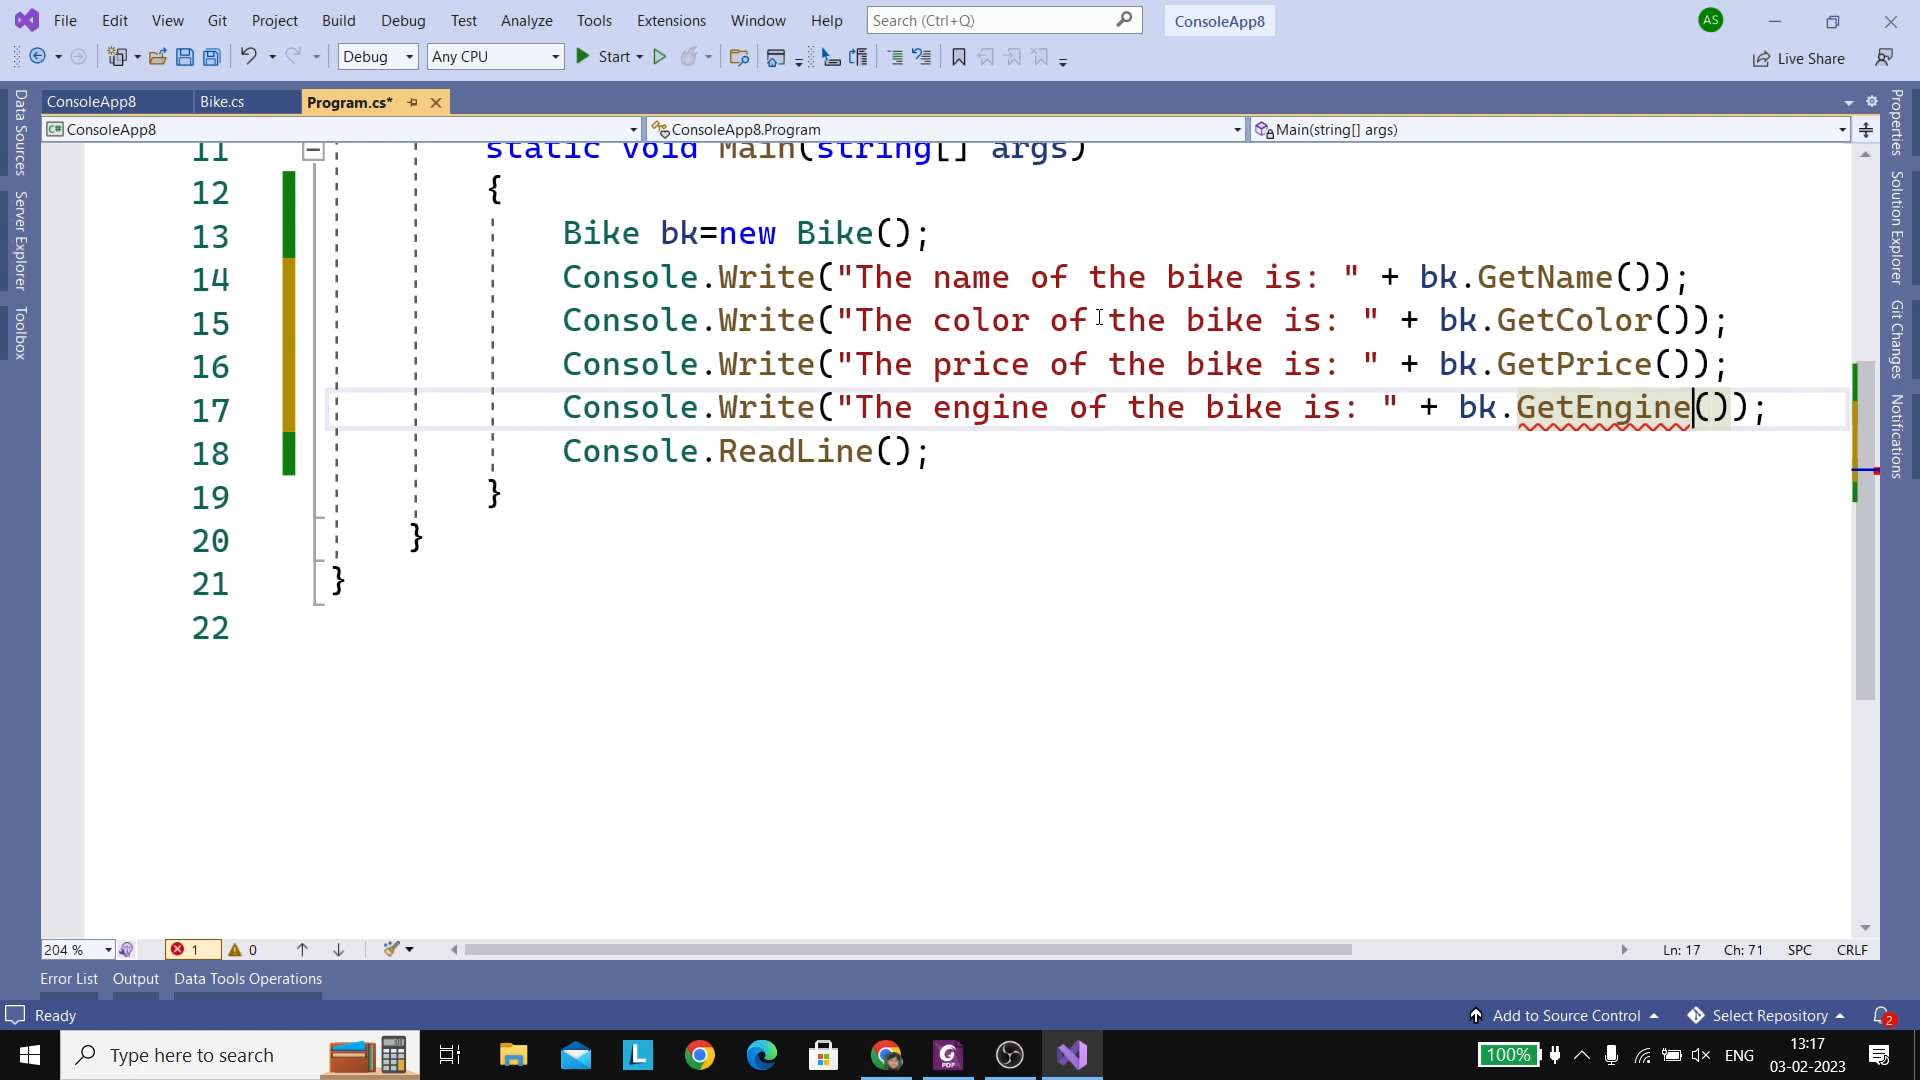 File Edit View Git Project Build Debug Test Analyze Tools Extensions Window Help Search (Ctrl+Q) ConsoleApp8 AS
Debug Any CPU Start Live Share
ConsoleApp8 Bike.cs Program.cs*
ConsoleApp8 ConsoleApp8.Program Main(string[] args)
Data Sources
Server Explorer
Toolbox
11 static void Main(string[] args)
12 {
13 Bike bk=new Bike();
14 Console.Write("The name of the bike is: " + bk.GetName());
15 Console.Write("The color of the bike is: " + bk.GetColor());
16 Console.Write("The price of the bike is: " + bk.GetPrice());
17 Console.Write("The engine of the bike is: " + bk.GetEngine());
18 Console.ReadLine();
19 }
20 }
21 }
22
Properties
Solution Explorer
Git Changes
Notifications
204 % 1 0 Ln: 17 Ch: 71 SPC CRLF
Error List Output Data Tools Operations
Ready Add to Source Control Select Repository 2
Type here to search 100% ENG 13:17
03-02-2023